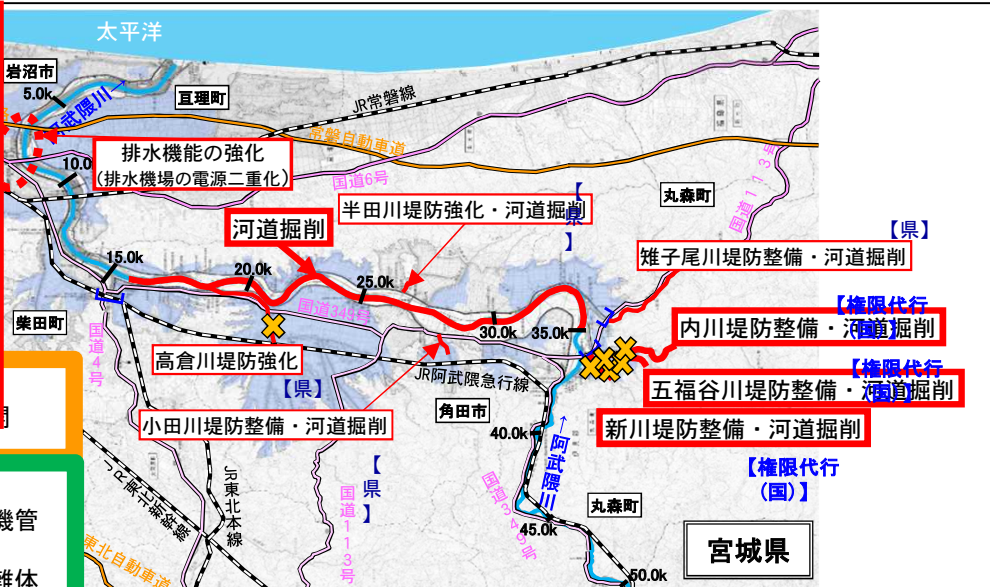 太平洋
岩沼市
5.0k
阿武隈川→
亘理町
JR常磐線
常磐自動車道
排水機能の強化
(排水機場の電源二重化)
10.0
国道6号
国道113号
丸森町
【県】
半田川堤防強化・河道掘削
河道掘削
【県】
雉子尾川堤防整備・河道掘削
15.0k
20.0k
25.0k
国道349号
30.0k
35.0k
【権限代行
(国)】
内川堤防整備・河道掘削
柴田町
国道4号
高倉川堤防強化
【県】
JR阿武隈急行線
【権限代行
(国)】
五福谷川堤防整備・河道掘削
角田市
小田川堤防整備・河道掘削
新川堤防整備・河道掘削
40.0k
←阿武隈川
【県】
【権限代行
(国)】
JR東北新幹線
JR東北本線
国道113号
国道349号
丸森町
機管
45.0k
宮城県
東北自動車道
50.0k